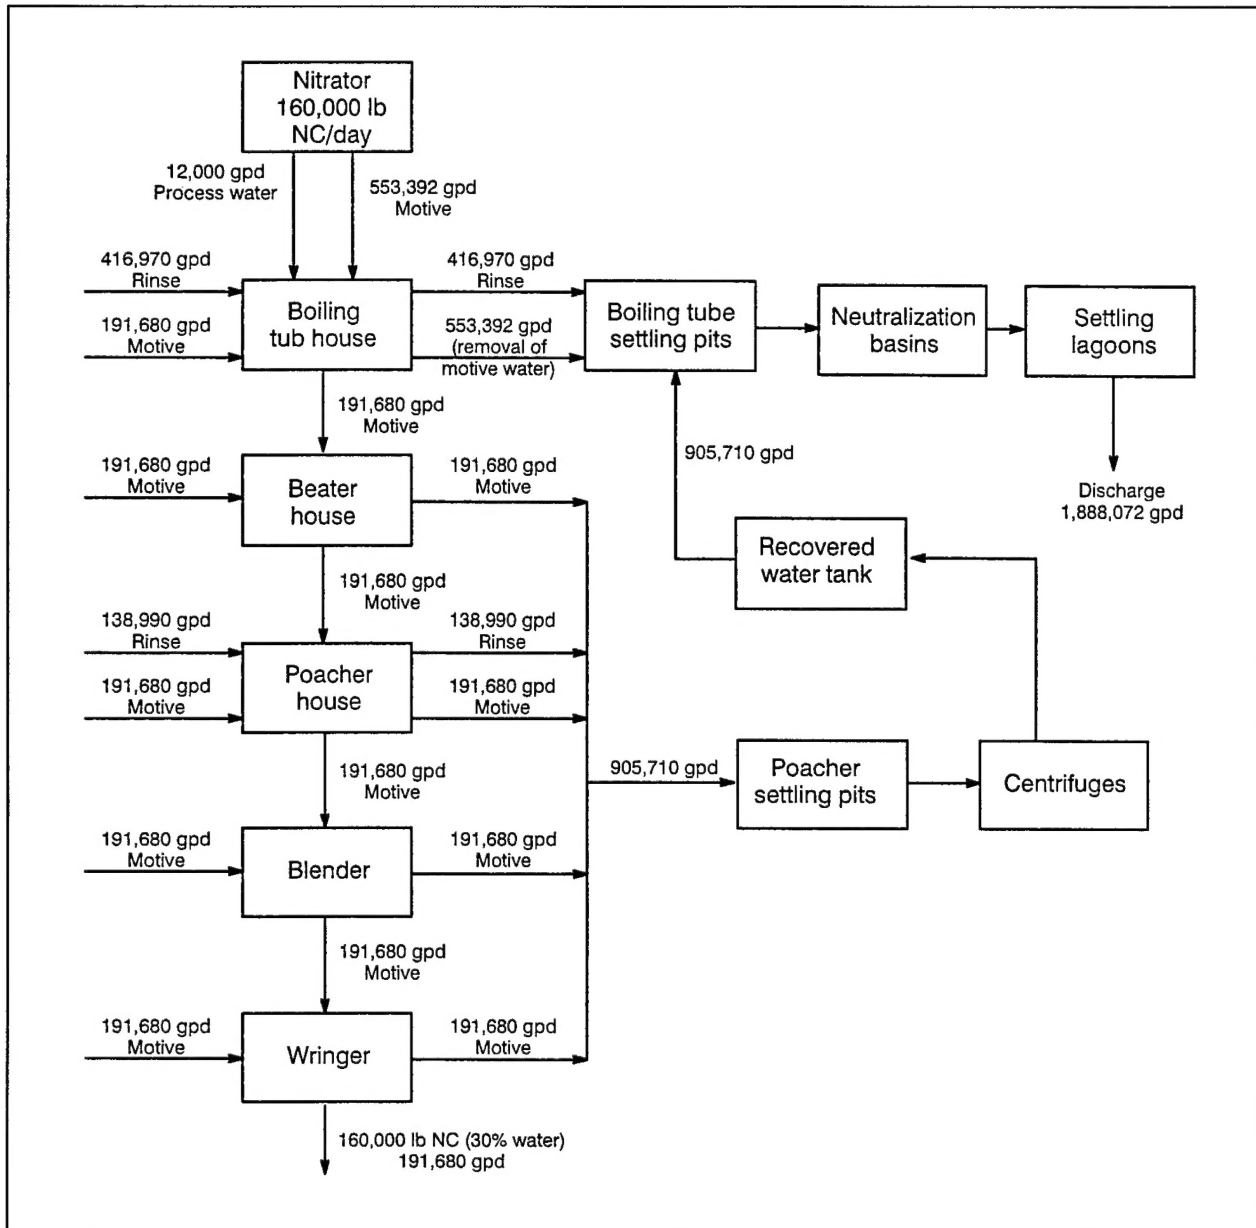 Nitrator
160,000 lb
NC/day
12,000 gpd
Process water
553,392 gpd
Motive
416,970 gpd
Rinse
191,680 gpd
Motive
Boiling
tub house
416,970 gpd
Rinse
553,392 gpd
(removal of
motive water)
Boiling tube
settling pits
Neutralization
basins
Settling
lagoons
191,680 gpd
Motive
905,710 gpd
Discharge
1,888,072 gpd
191,680 gpd
Motive
Beater
house
191,680 gpd
Motive
Recovered
water tank
191,680 gpd
Motive
138,990 gpd
Rinse
191,680 gpd
Motive
Poacher
house
138,990 gpd
Rinse
191,680 gpd
Motive
191,680 gpd
Motive
905,710 gpd
Poacher
settling pits
Centrifuges
191,680 gpd
Motive
Blender
191,680 gpd
Motive
191,680 gpd
Motive
191,680 gpd
Motive
Wringer
191,680 gpd
Motive
160,000 lb NC (30% water)
191,680 gpd